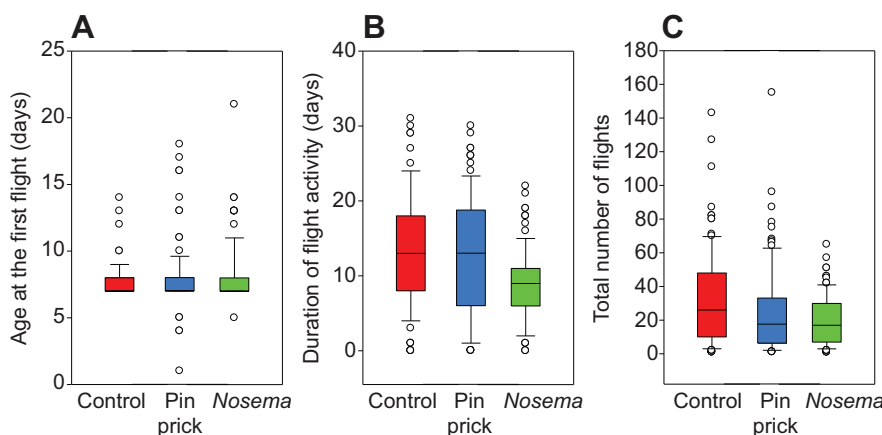 A
B
C
Age at the first flight (days)
25
20
15
10
5
0
Control
Pin
prick
Nosema
Duration of flight activity (days)
40
30
20
10
0
Control
Pin
prick
Nosema
Total number of flights
180
160
140
120
100
80
60
40
20
0
Control
Pin
prick
Nosema